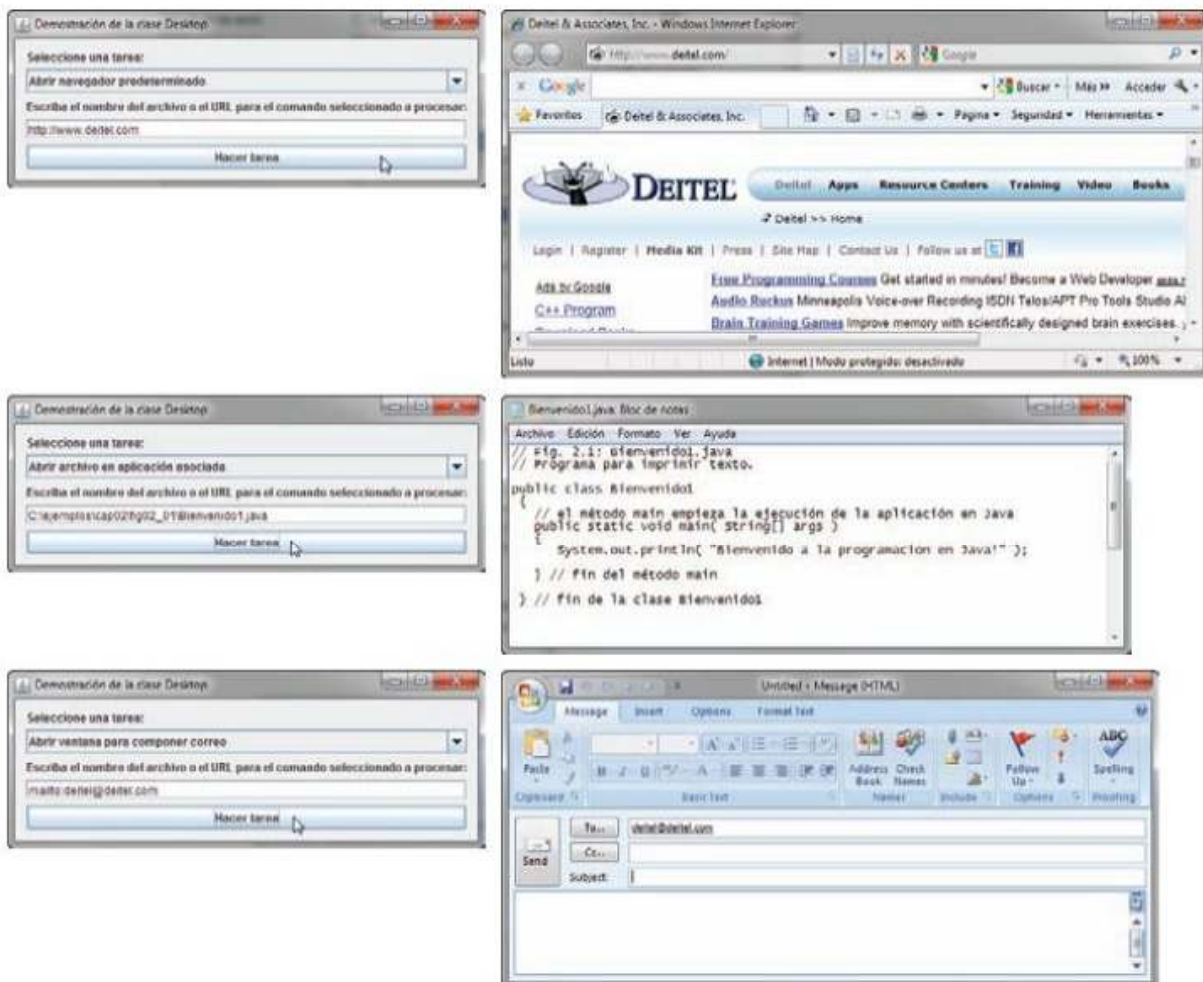 Demostración de la clase Desktop
Seleccione una tarea:
Abrir navegador predeterminado
Escriba el nombre del archivo o el URL para el comando seleccionado a procesar:
http://www.deitel.com
Hacer tarea
Deitel & Associates, Inc. - Windows Internet Explorer
http://www.deitel.com/
Google
Google Buscar Más >> Acceder
Favoritos Deitel & Associates, Inc. Página Seguridad Herramientas
DEITEL Deitel Apps Resource Centers Training Video Books
Deitel >> Home
Login | Register | Media Kit | Press | Site Map | Contact Us | Follow us at
Ads by Google
C++ Program
Free Programming Courses Get started in minutes! Become a Web Developer
Audio Ruckus Minneapolis Voice-over Recording ISDN Telos/APT Pro Tools Studio
Brain Training Games Improve memory with scientifically designed brain exercises.
Listo Internet | Modo protegido: desactivado 100%
Demostración de la clase Desktop
Seleccione una tarea:
Abrir archivo en aplicación asociada
Escriba el nombre del archivo o el URL para el comando seleccionado a procesar:
C:\ejemplos\cap02\fig02_01\Bienvenido1.java
Hacer tarea
Bienvenido1.java: Bloc de notas
Archivo Edición Formato Ver Ayuda
// Fig. 2.1: Bienvenido1.java
// Programa para imprimir texto.
public class Bienvenido1
{
// el método main empieza la ejecución de la aplicación en Java
public static void main( String[] args )
{
System.out.println( "Bienvenido a la programacion en Java!" );
} // fin del método main
} // fin de la clase Bienvenido1
Demostración de la clase Desktop
Seleccione una tarea:
Abrir ventana para componer correo
Escriba el nombre del archivo o el URL para el comando seleccionado a procesar:
mailto:deitel@deitel.com
Hacer tarea
Untitled - Message (HTML)
Message Insert Options Format Text
Paste Address Book Check Names Follow Up ABC Spelling
Clipboard Basic Text Names Include Options Proofing
To... deitel@deitel.com
Cc...
Send
Subject: